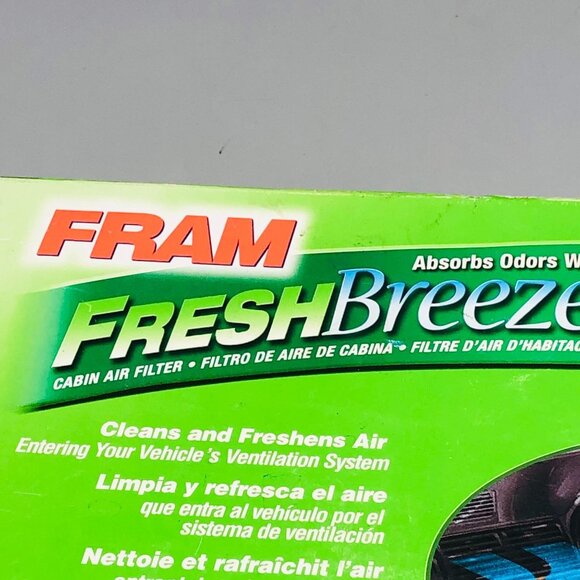 FRAM
Absorbs Odors
FRESHBreeze
CABIN AIR FILTER • FILTRO DE AIRE DE CABINA • FILTRE D'AIR
Cleans and Freshens Air
Entering Your Vehicle's Ventilation System
Limpia y refresca el aire
que entra al vehículo por el
sistema de ventilación
Nettoie et rafraîchit l'air